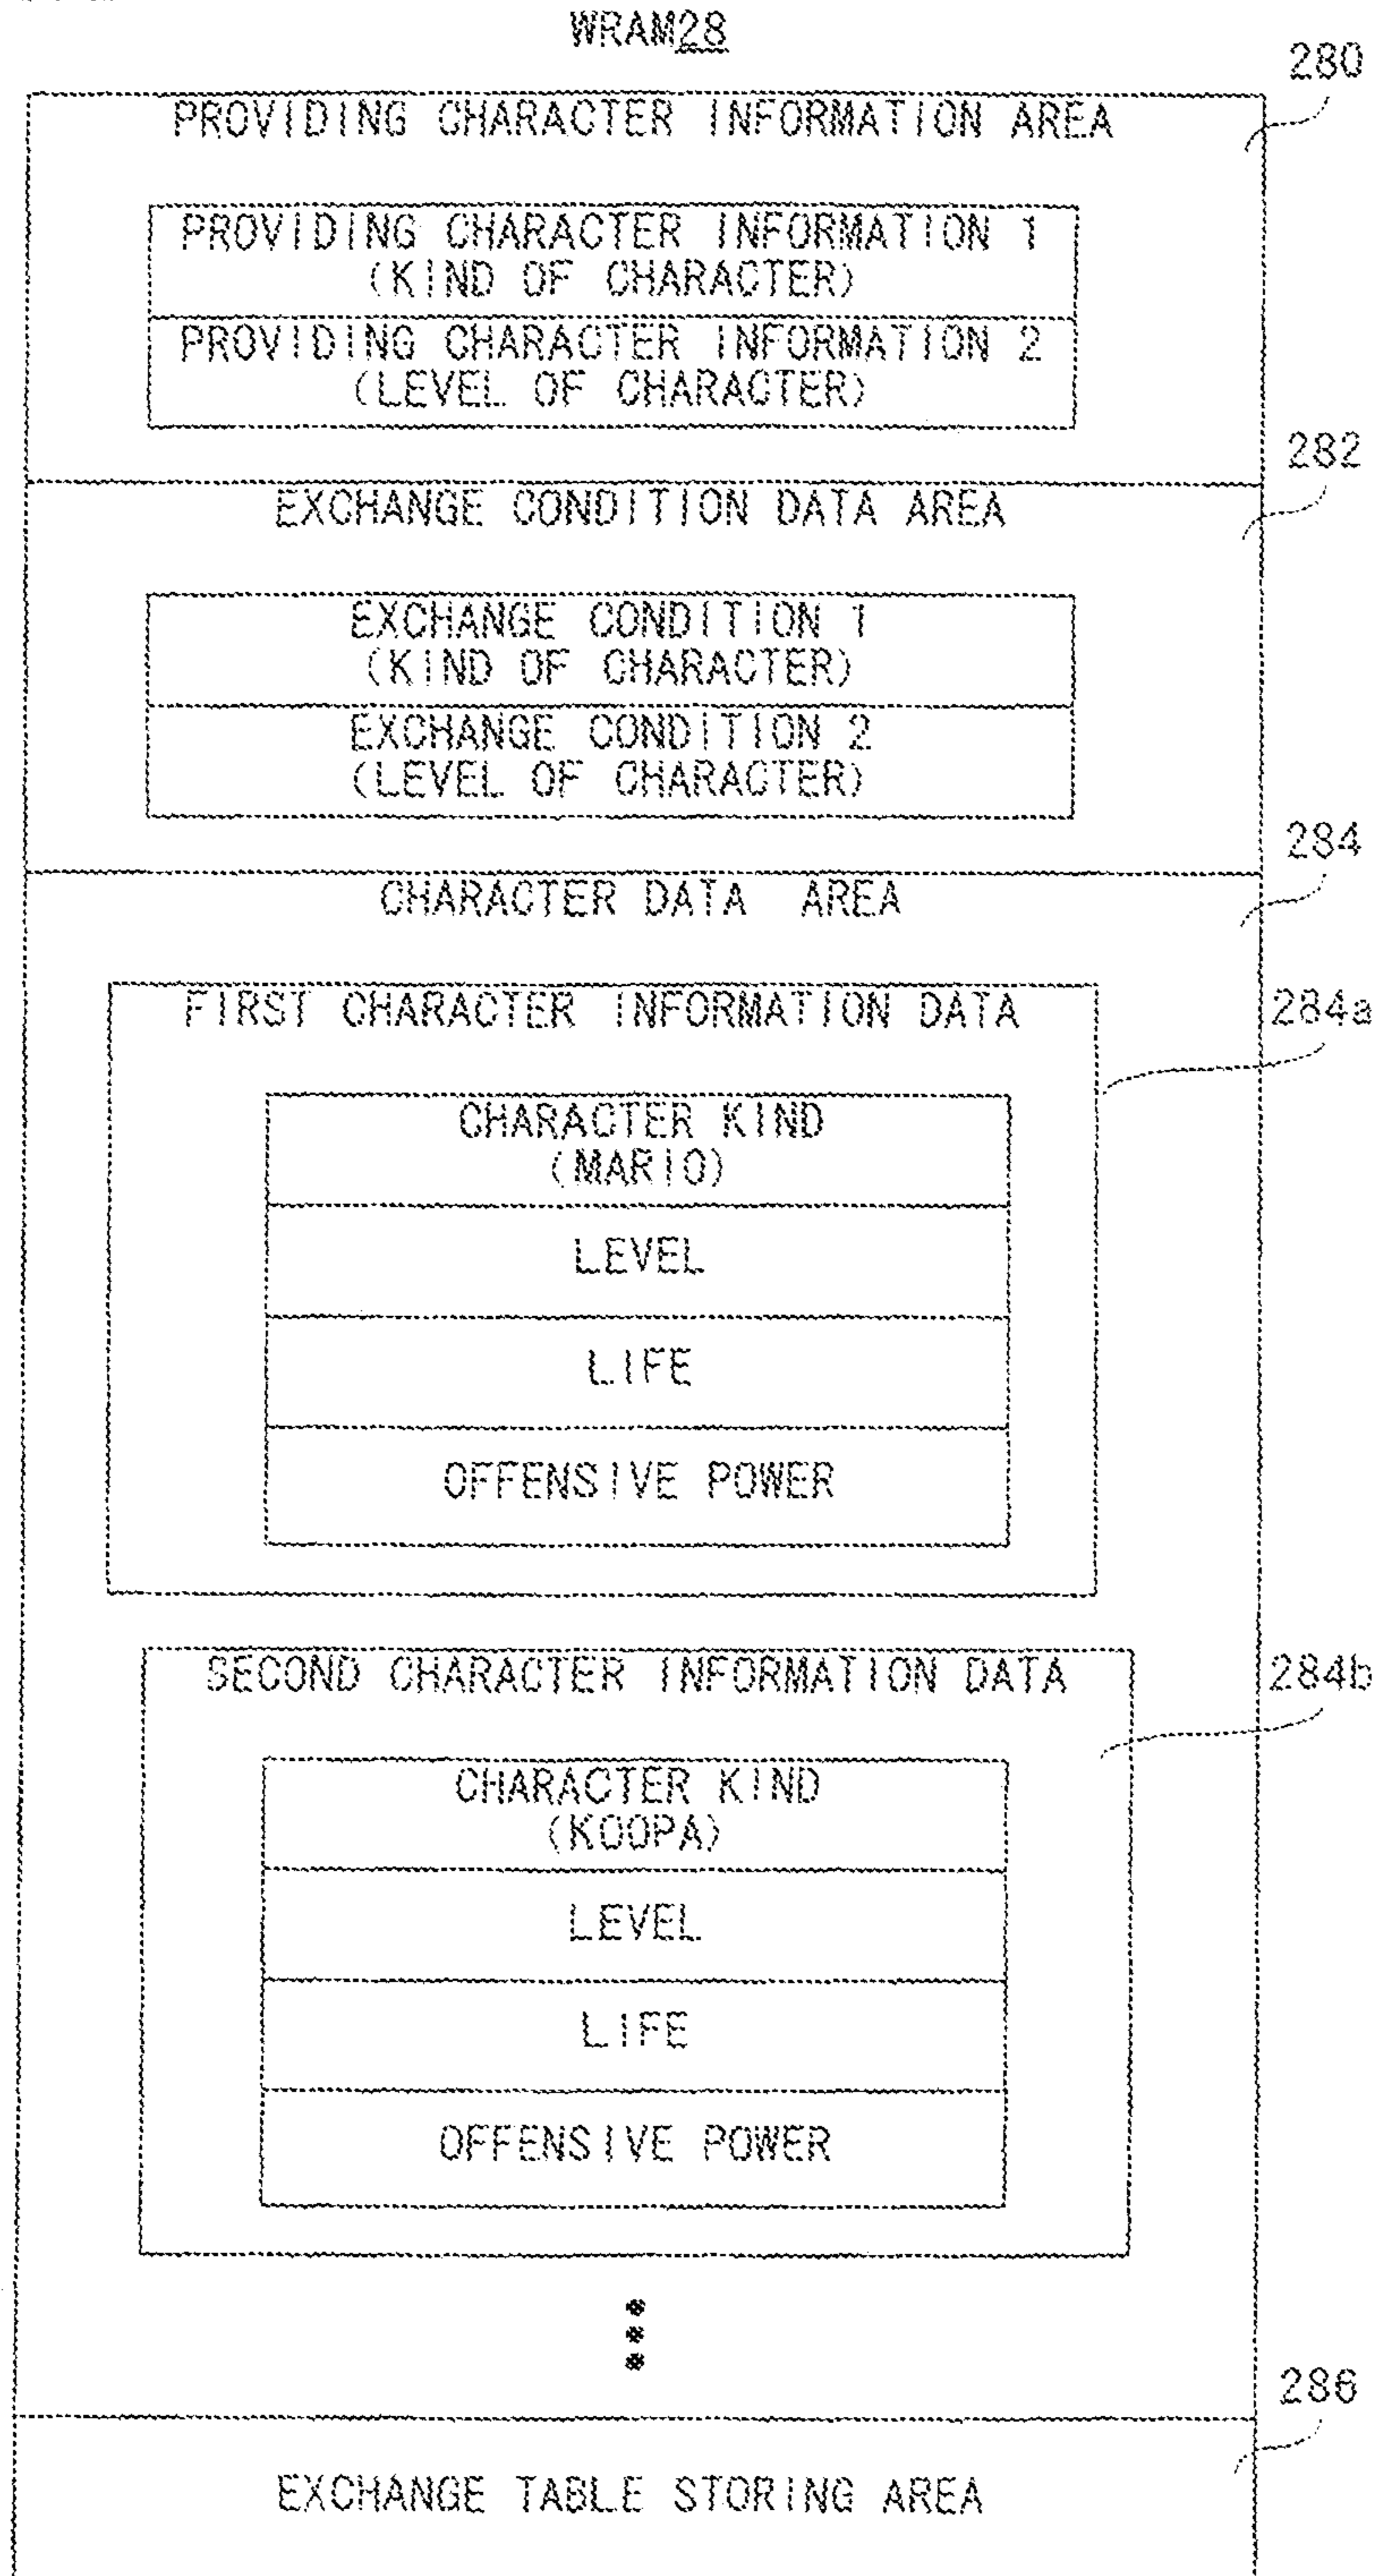 WRAM28
280
PROVIDING CHARACTER INFORMATION AREA
PROVIDING CHARACTER INFORMATION 1
(KIND OF CHARACTER)
PROVIDING CHARACTER INFORMATION 2
(LEVEL OF CHARACTER)
282
EXCHANGE CONDITION DATA AREA
EXCHANGE CONDITION 1
(KIND OF CHARACTER)
EXCHANGE CONDITION 2
(LEVEL OF CHARACTER)
284
CHARACTER DATA AREA
FIRST CHARACTER INFORMATION DATA
284a
CHARACTER KIND
(MARIO)
LEVEL
LIFE
OFFENSIVE POWER
SECOND CHARACTER INFORMATION DATA
284b
CHARACTER KIND
(KOOPA)
LEVEL
LIFE
OFFENSIVE POWER
286
EXCHANGE TABLE STORING AREA